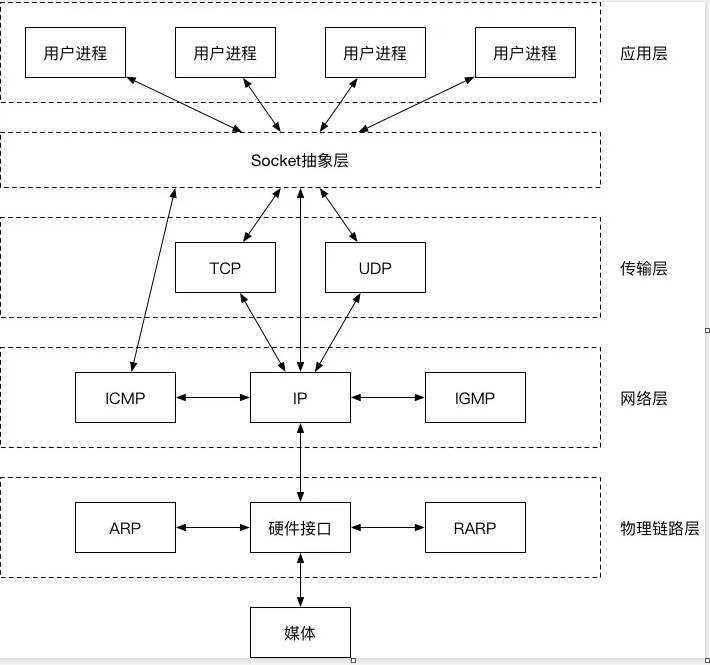 用户进程 用户进程 用户进程 用户进程 应用层
Socket抽象层
TCP UDP 传输层
ICMP IP IGMP 网络层
ARP 硬件接口 RARP 物理链路层
媒体